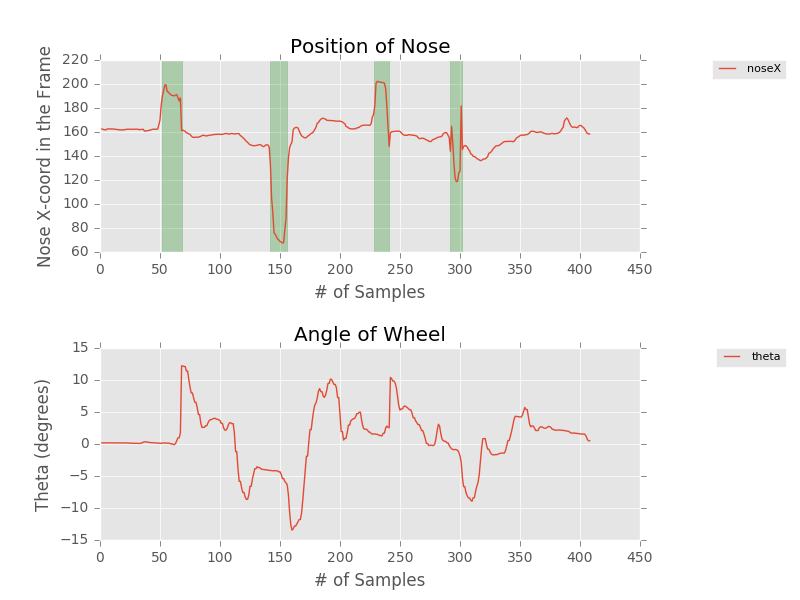 Position of Nose
220
200
180
160
140
120
100
80
60
Nose X-coord in the Frame
0 50 100 150 200 250 300 350 400 450
# of Samples
noseX
Angle of Wheel
15
10
5
0
−5
−10
−15
Theta (degrees)
0 50 100 150 200 250 300 350 400 450
# of Samples
theta